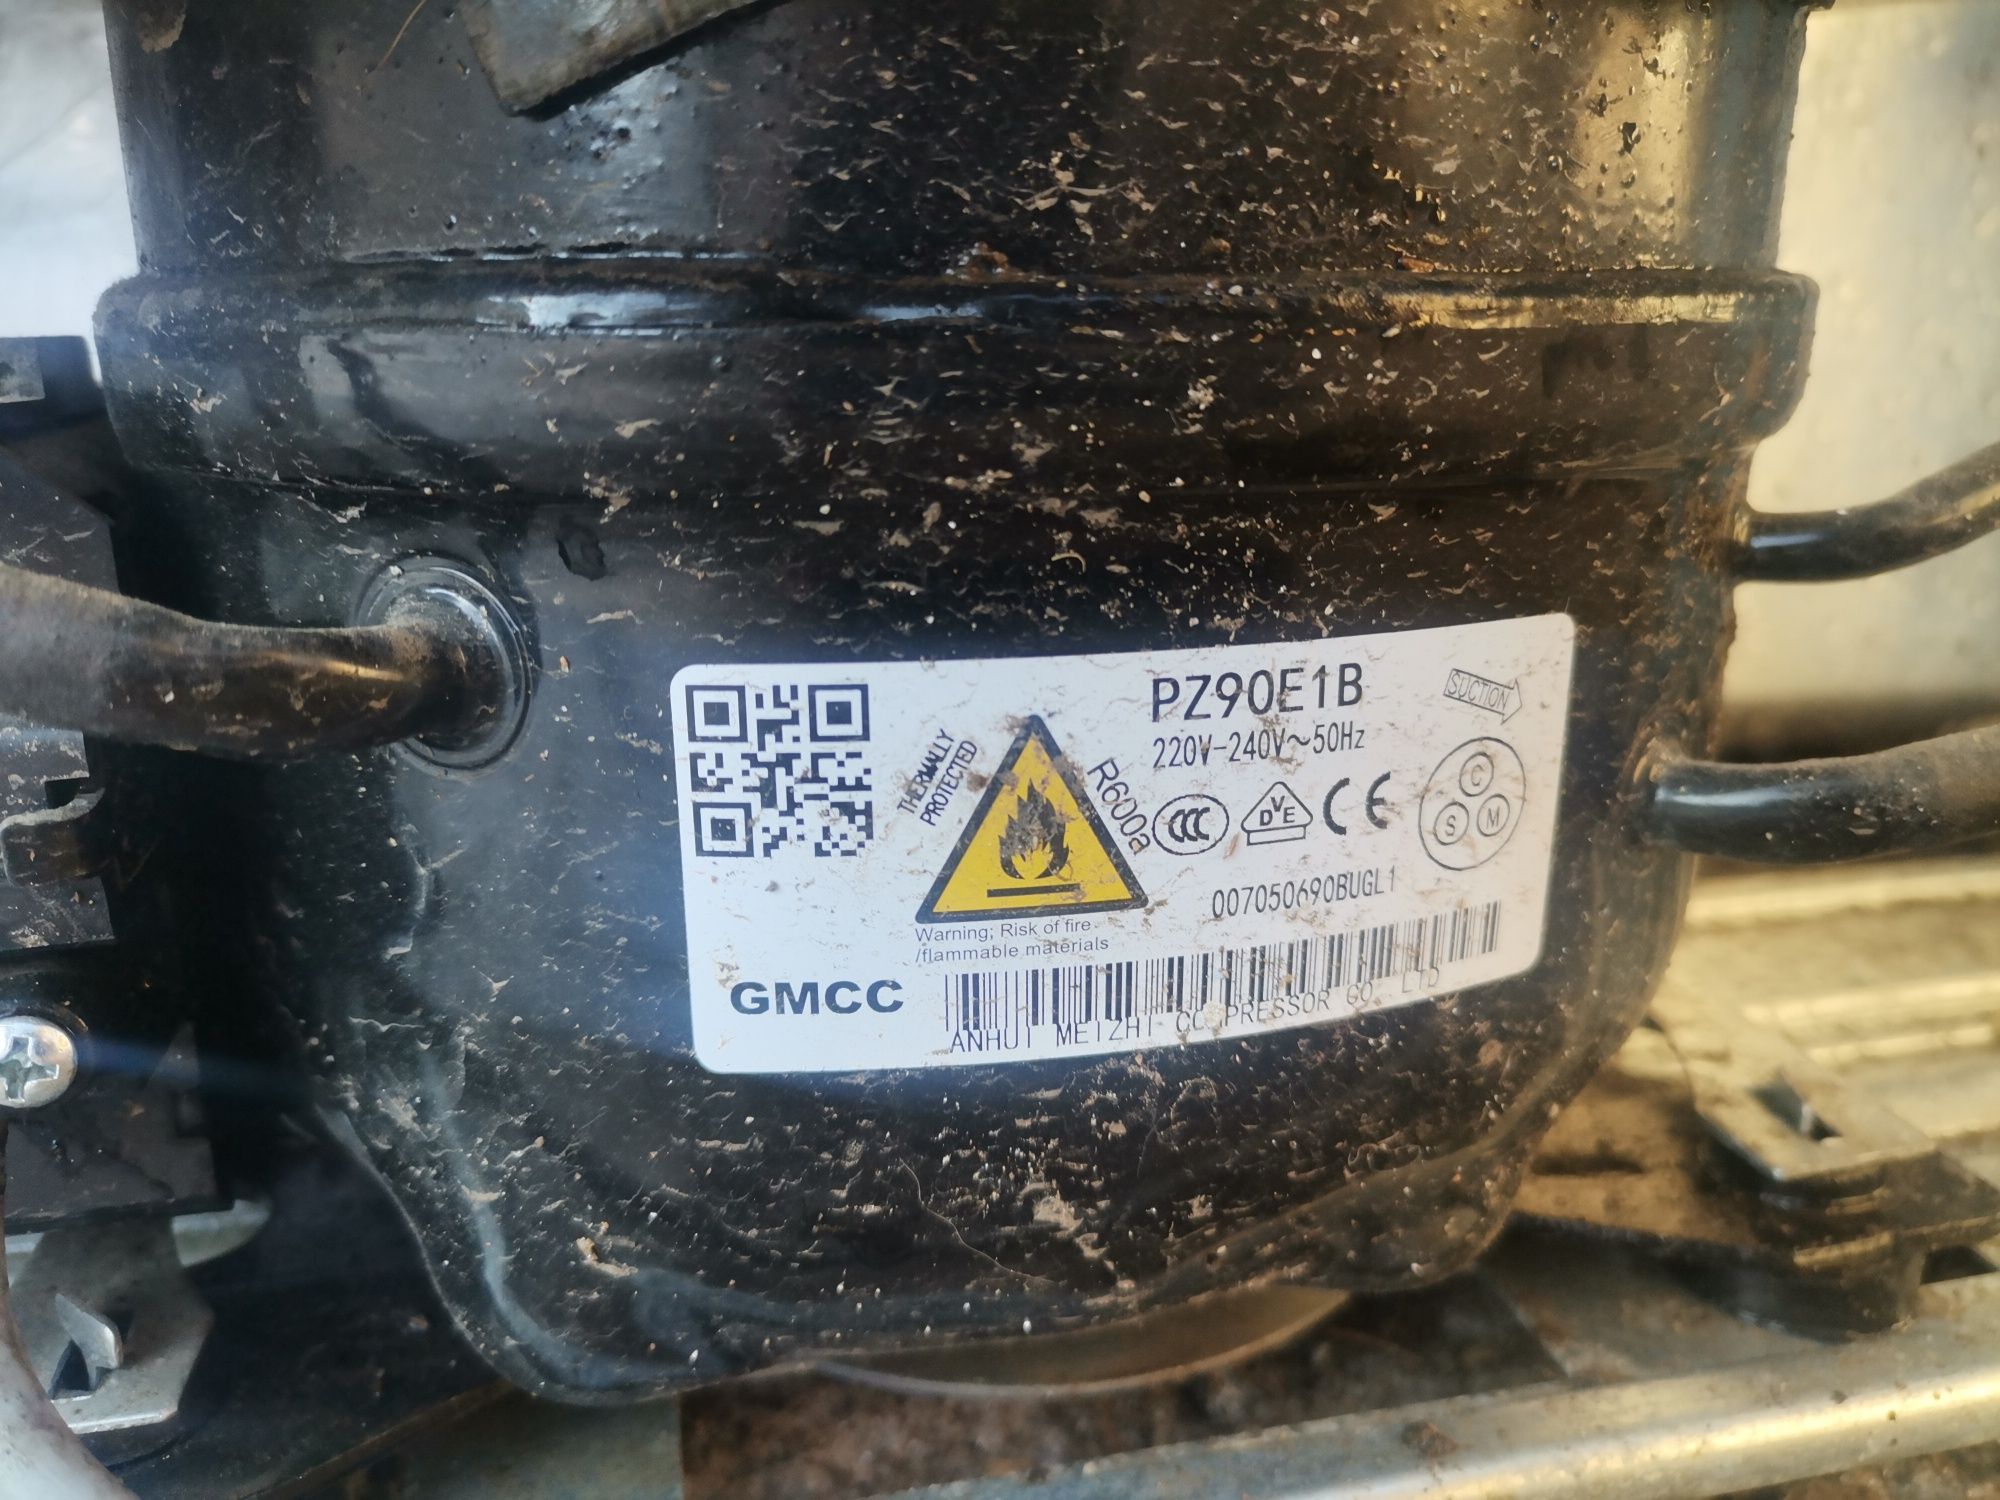 PZ90E1B
SUCTION
220V-240V~50Hz
THERMALLY
PROTECTED
R600a
CCC
DVE
CE
C
S M
007050690BUGL1
Warning; Risk of fire
/flammable materials
GMCC
ANHUI MEIZHI COMPRESSOR CO. LTD